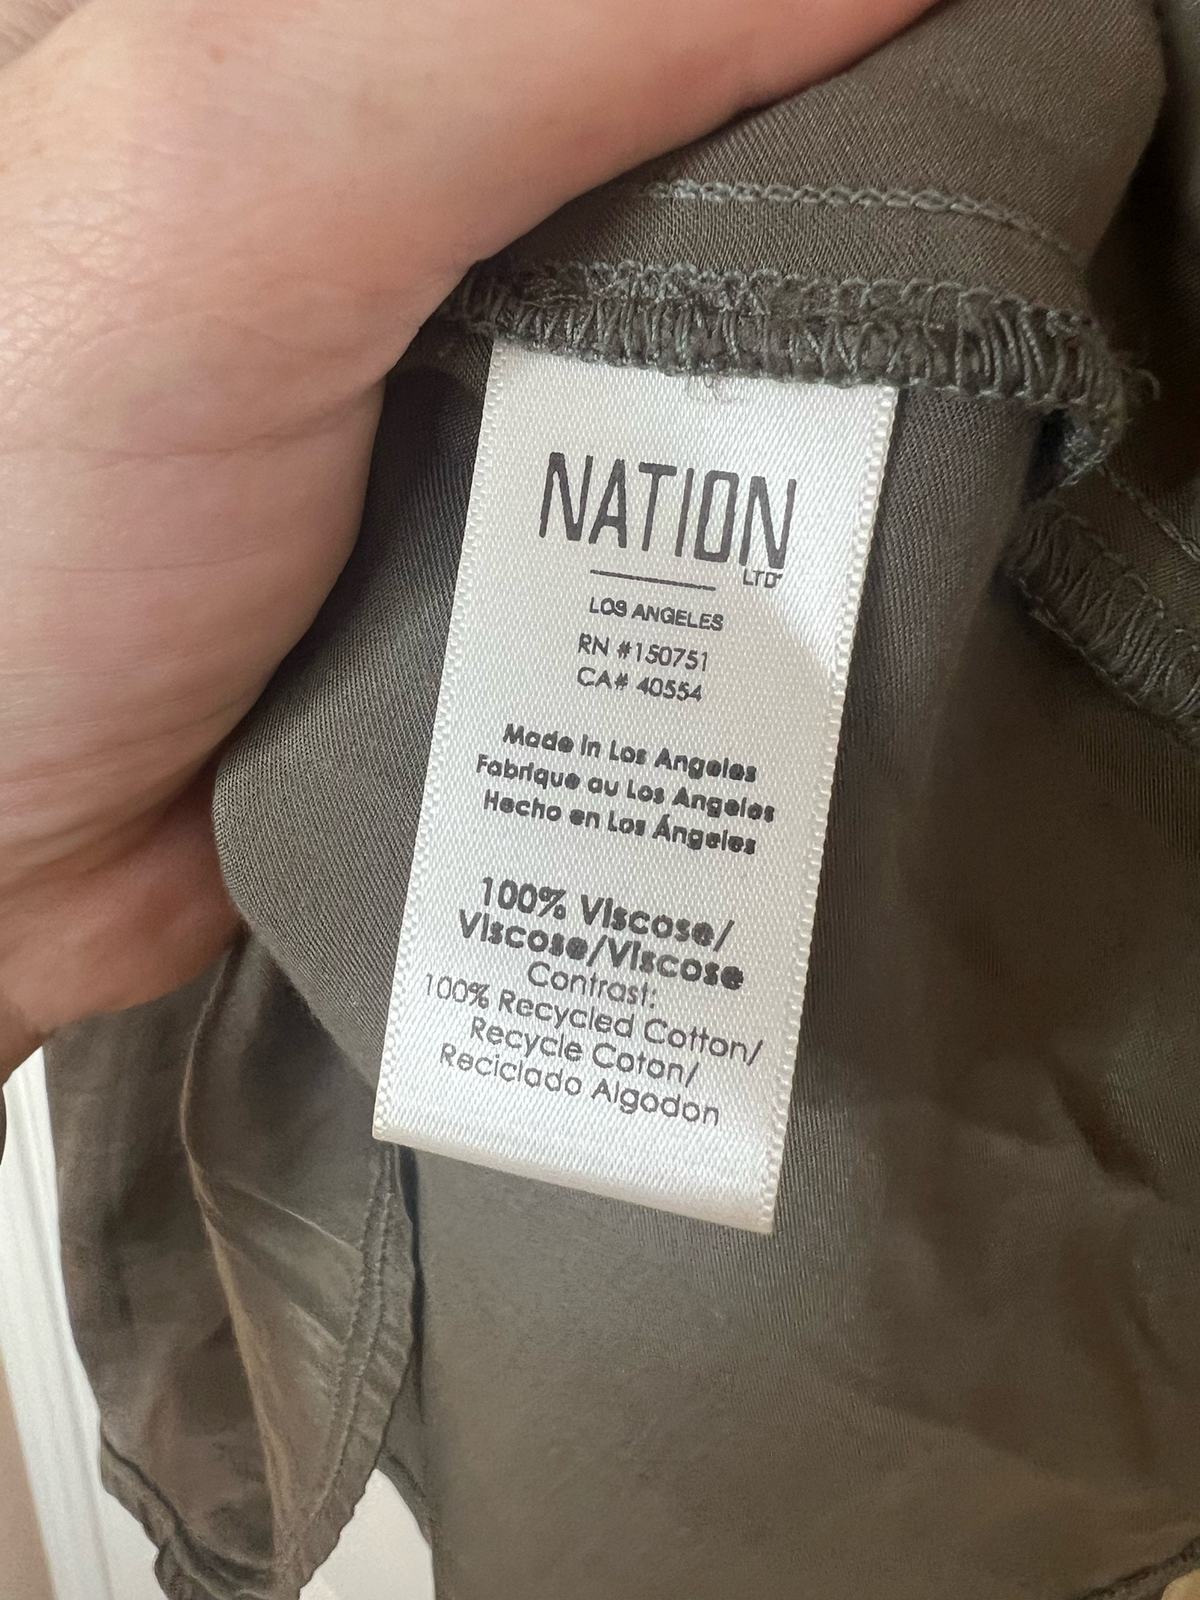 NATION
LTD
LOS ANGELES
RN #150751
CA# 40554
Made in Los Angeles
Fabrique au Los Angeles
Hecho en Los Ángeles
100% Viscose/
Viscose/Viscose
Contrast:
100% Recycled Cotton/
Recycle Coton/
Reciclado Algodon